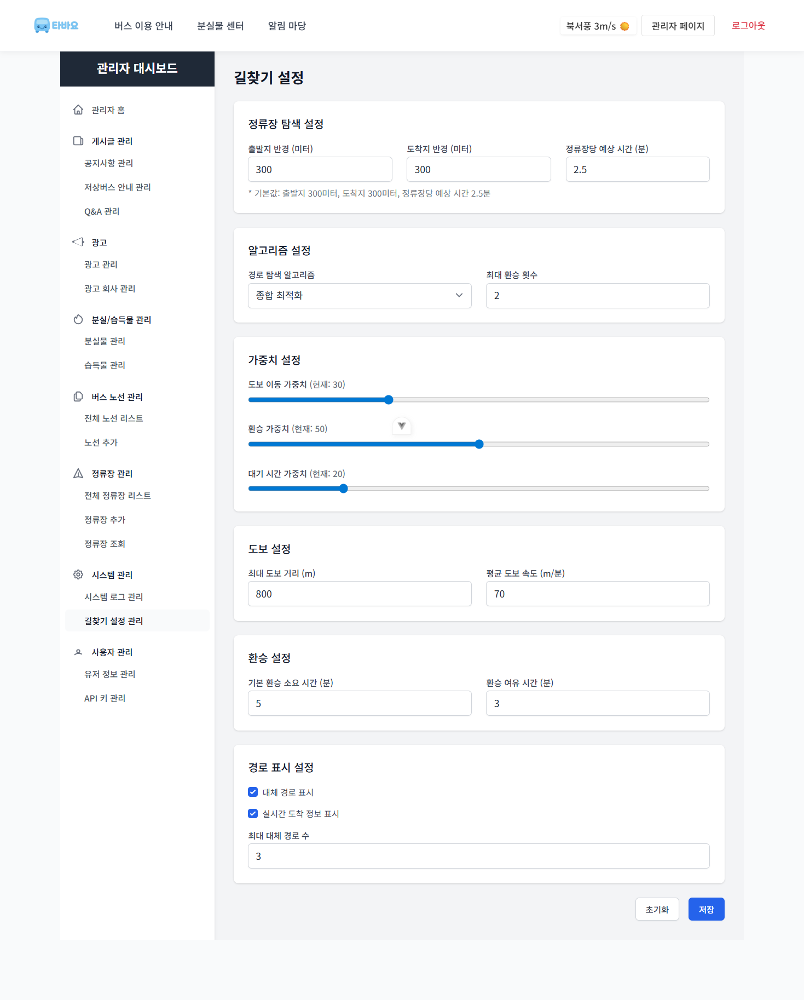 타바요
버스 이용 안내
분실물 센터
알림 마당
북서풍 3m/s
관리자 페이지
로그아웃
관리자 대시보드
관리자 홈
게시글 관리
공지사항 관리
저상버스 안내 관리
Q&A 관리
광고
광고 관리
광고 회사 관리
분실/습득물 관리
분실물 관리
습득물 관리
버스 노선 관리
전체 노선 리스트
노선 추가
정류장 관리
전체 정류장 리스트
정류장 추가
정류장 조회
시스템 관리
시스템 로그 관리
길찾기 설정 관리
사용자 관리
유저 정보 관리
API 키 관리
길찾기 설정
정류장 탐색 설정
출발지 반경 (미터)
300
도착지 반경 (미터)
300
정류장당 예상 시간 (분)
2.5
* 기본값: 출발지 300미터, 도착지 300미터, 정류장당 예상 시간 2.5분
알고리즘 설정
경로 탐색 알고리즘
종합 최적화
최대 환승 횟수
2
가중치 설정
도보 이동 가중치 (현재: 30)
환승 가중치 (현재: 50)
대기 시간 가중치 (현재: 20)
도보 설정
최대 도보 거리 (m)
800
평균 도보 속도 (m/분)
70
환승 설정
기본 환승 소요 시간 (분)
5
환승 여유 시간 (분)
3
경로 표시 설정
대체 경로 표시
실시간 도착 정보 표시
최대 대체 경로 수
3
초기화
저장